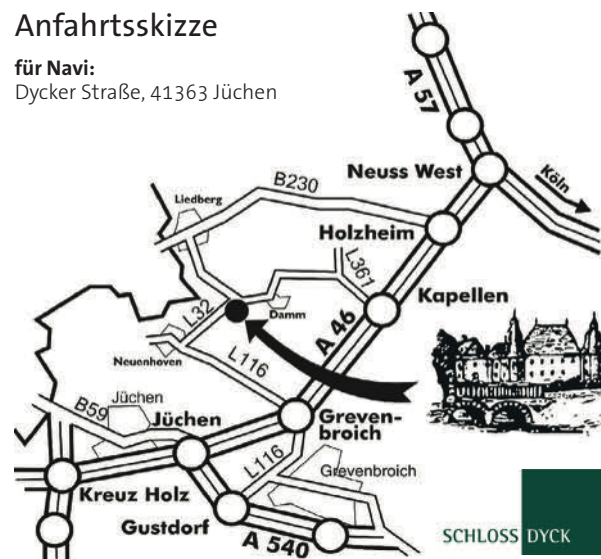 Anfahrtsskizze
für Navi:
Dycker Straße, 41363 Jüchen
A 57
Neuss West
Köln
B230
Liedberg
Holzheim
L361
Kapellen
Damm
L32
A 46
Neuenhoven
L116
Jüchen
B59
Jüchen
Greven-
broich
L116
Grevenbroich
Kreuz Holz
Gustdorf
A 540
SCHLOSS DYCK